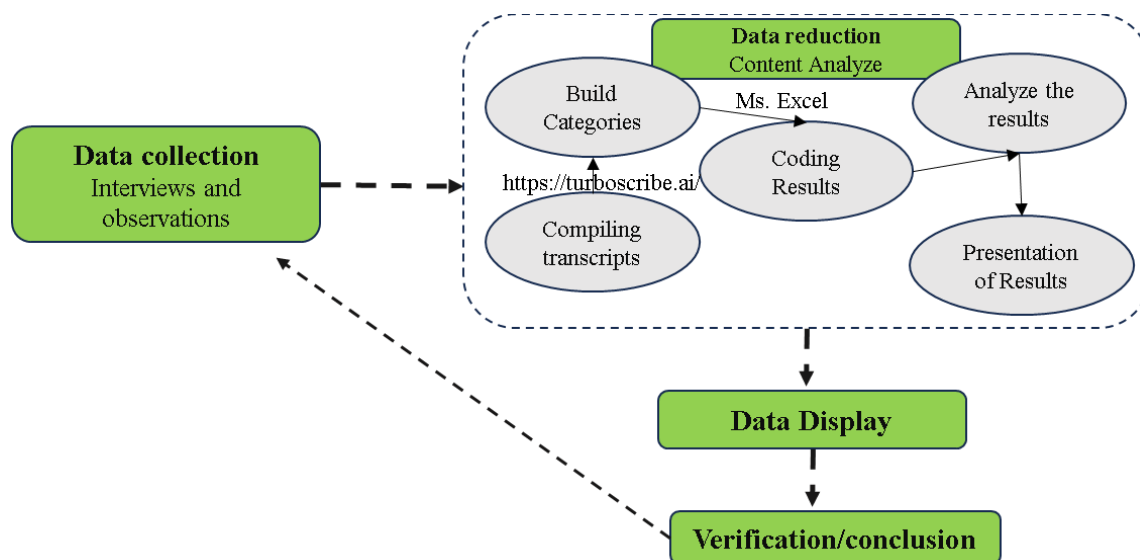 Data collection
Interviews and
observations
Data reduction
Content Analyze
Build
Categories
Ms. Excel
Analyze the
results
Coding
Results
https://turboscribe.ai/
Compiling
transcripts
Presentation
of Results
Data Display
Verification/conclusion